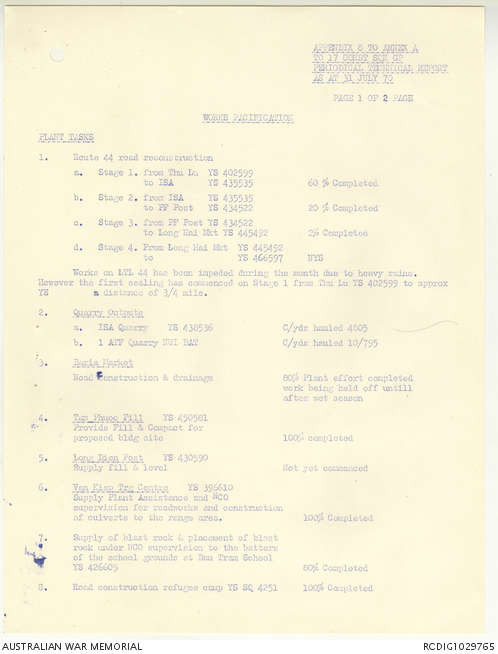 APPENDIX 6 TO ANNEX A
TO 17 CONST SQN GP
PERIODICAL TECHNICAL REPORT
AS AT 31 JULY 70
PAGE 1 OF 2 PAGE
WORKS PACIFICATION
PLANT TASKS
1. Route 44 road reconstruction
a. Stage 1. from Thu Lu YS 402599
to ISA YS 435535 60 % Completed
b. Stage 2. from ISA YS 435535
to PF Post YS 434522 20 % Completed
c. Stage 3. from PF Post YS 434522
to Long Hai Mkt YS 445492 2% Completed
d. Stage 4. From Long Hai Mkt YS 445492
to YS 466597 NYS
Works on LTL 44 has been impeded during the month due to heavy rains.
However the first sealing has commenced on Stage 1 from Thu Lu YS 402599 to approx
YS a distance of 3/4 mile.
2. Quarry Outputs
a. ISA Quarry YS 438536 C/yds hauled 4005
b. 1 ATF Quarry NUI DAT C/yds hauled 10/795
3. Baria Market
Road Construction & drainage 80% Plant effort completed
work being held off untill
after wet season
4. Tam Phuoc Fill YS 450581
Provide Fill & Compact for
proposed bldg site 100% completed
5. Long Dien Post YS 430590
Supply fill & level Not yet commenced
6. Van Kiep Trg Centre YS 396610
Supply Plant Assistance and NCO
supervision for roadworks and construction
of culverts to the range area. 100% Completed
7. Supply of blast rock & placement of blast
rock under NCO supervision to the batters
of the school grounds at Bau Tram School
YS 426605 80% Completed
8. Road construction refugee camp YS SQ 4251 100% Completed
AUSTRALIAN WAR MEMORIAL
RCDIG1029765